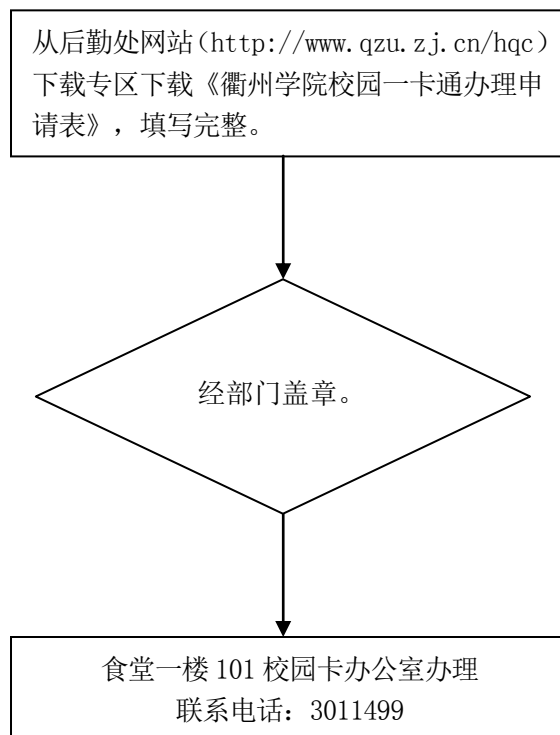 从后勤处网站(http://www.qzu.zj.cn/hqc)
下载专区下载《衢州学院校园一卡通办理申
请表》，填写完整。
经部门盖章。
食堂一楼 101 校园卡办公室办理
联系电话：3011499